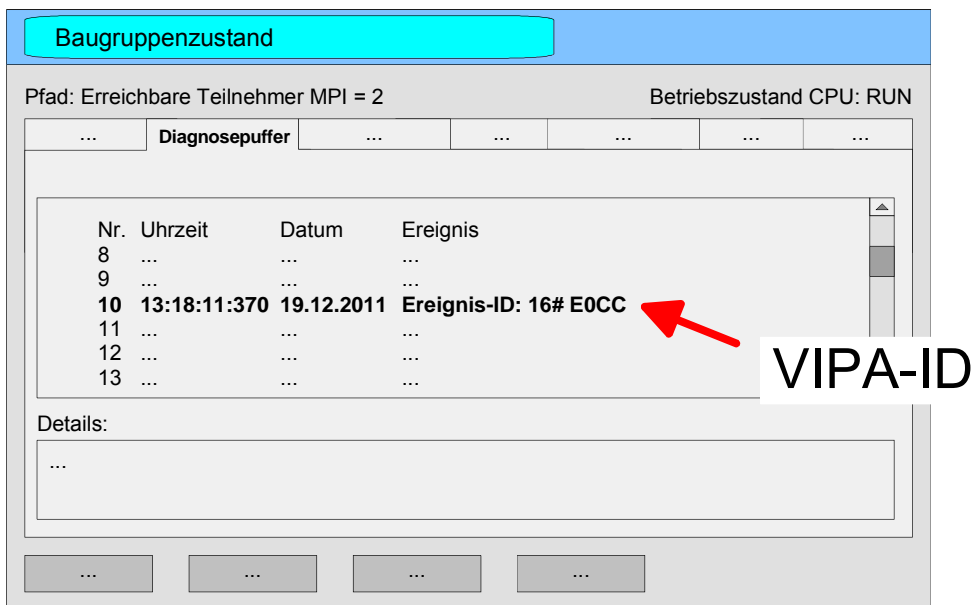 Baugruppenzustand
Pfad: Erreichbare Teilnehmer MPI = 2 Betriebszustand CPU: RUN
... Diagnosepuffer ... ... ... ... ...
Nr. Uhrzeit Datum Ereignis
8 ... ... ...
9 ... ... ...
10 13:18:11:370 19.12.2011 Ereignis-ID: 16# E0CC
11 ... ... ...
12 ... ... ...
13 ... ... ...
VIPA-ID
Details:
...
... ... ... ...